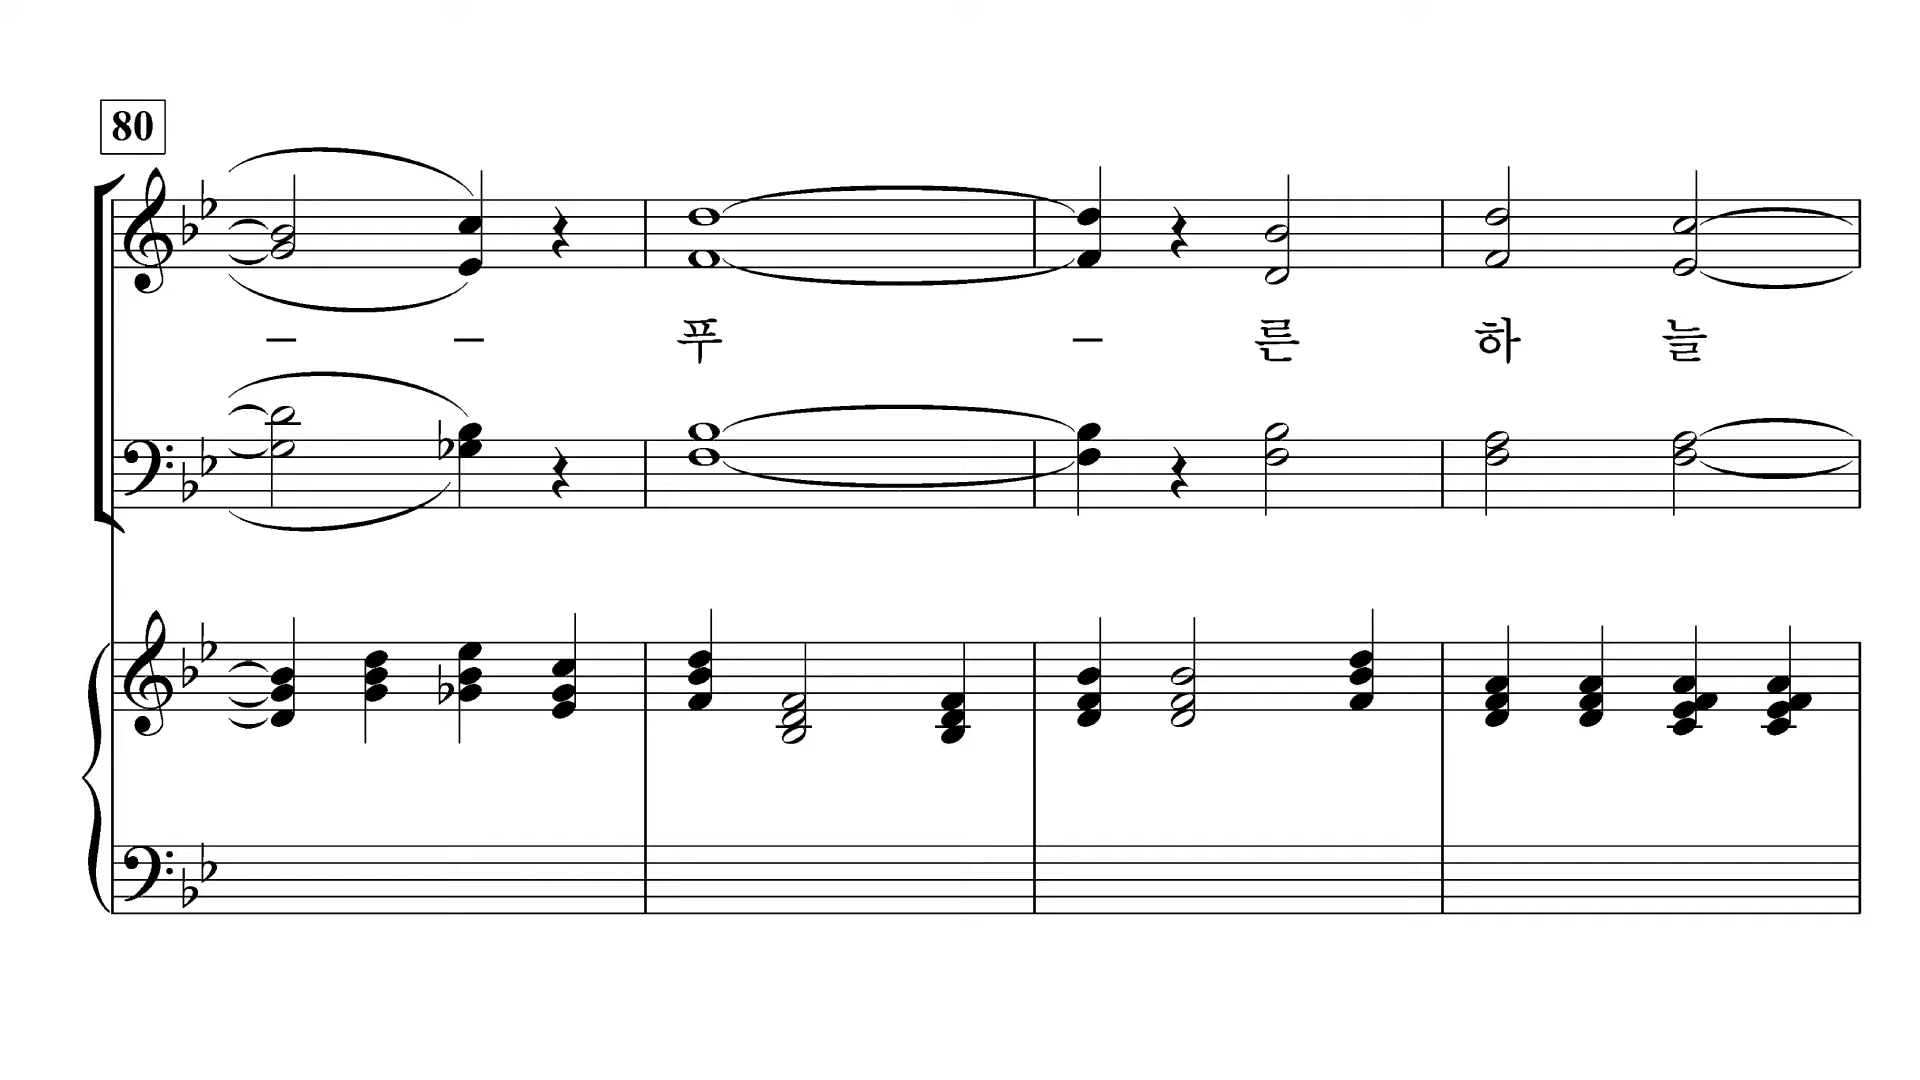 80
– – 푸 – 른 하 늘